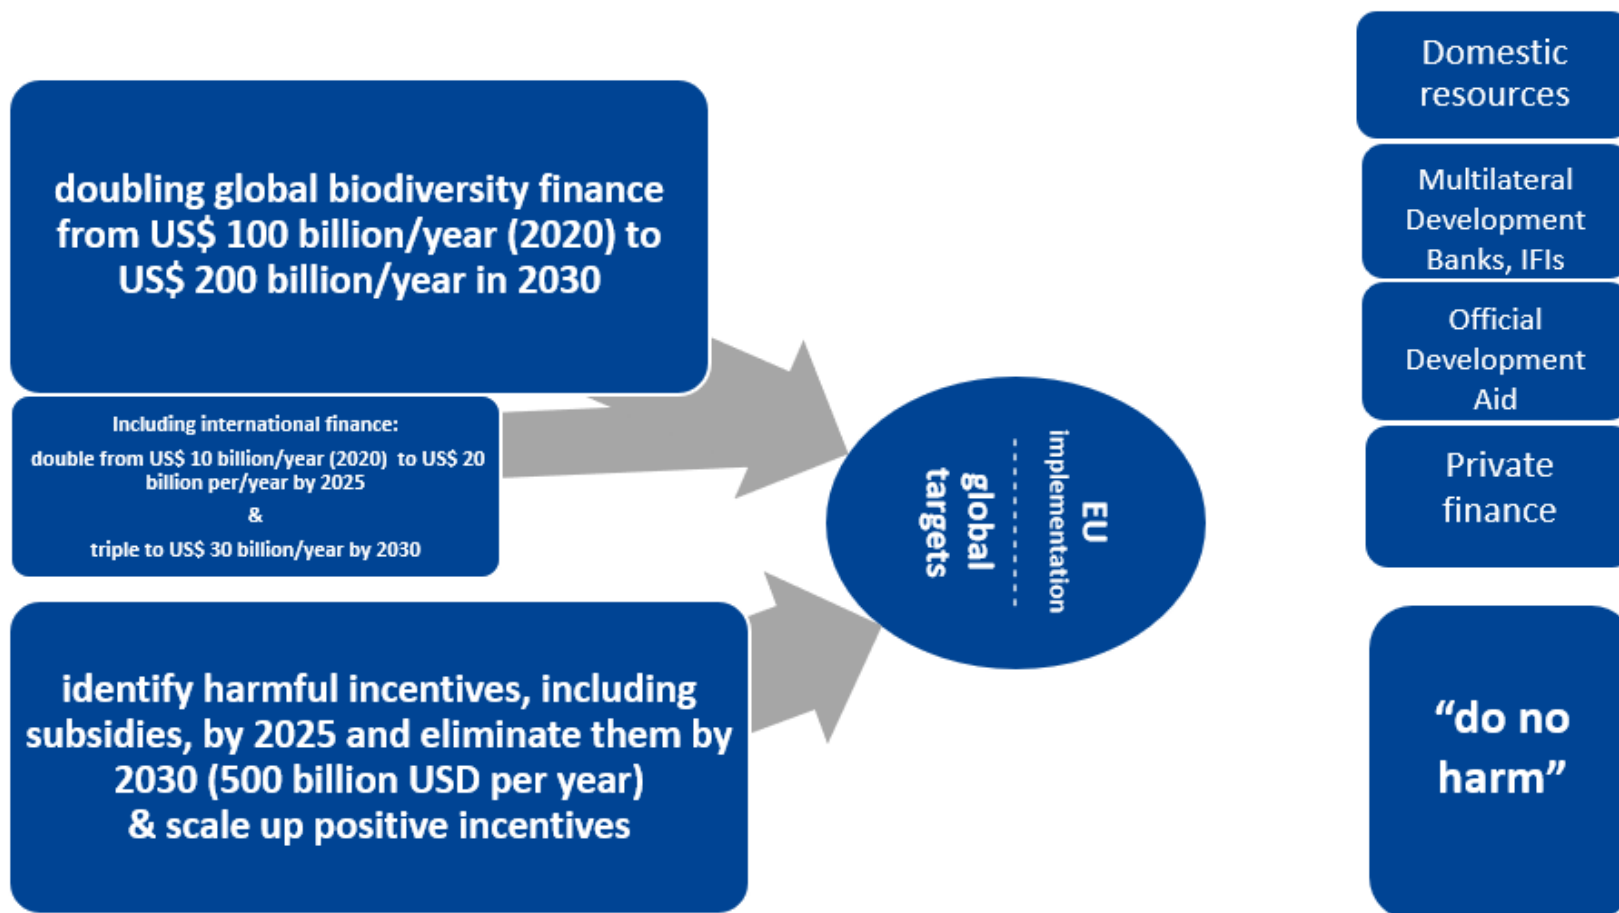 doubling global biodiversity finance
from US$ 100 billion/year (2020) to
US$ 200 billion/year in 2030
Including international finance:
double from US$ 10 billion/year (2020) to US$ 20
billion per/year by 2025
&
triple to US$ 30 billion/year by 2030
identify harmful incentives, including
subsidies, by 2025 and eliminate them by
2030 (500 billion USD per year)
& scale up positive incentives
EU
implementation
global
targets
Domestic
resources
Multilateral
Development
Banks, IFIs
Official
Development
Aid
Private
finance
“do no
harm”